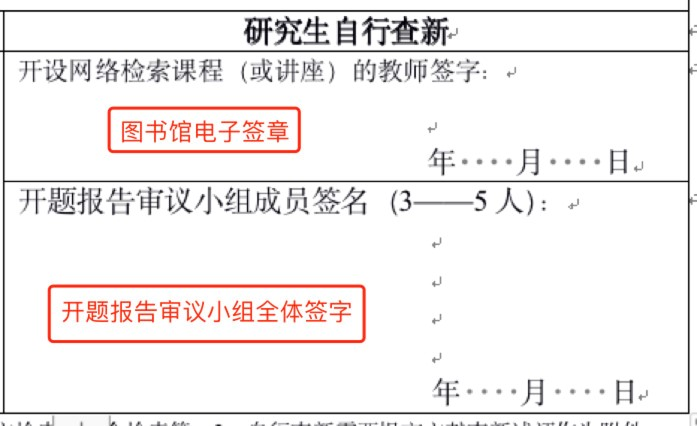 研究生自行查新
开设网络检索课程（或讲座）的教师签字：
图书馆电子签章
年····月····日
开题报告审议小组成员签名（3——5 人）：
开题报告审议小组全体签字
年····月····日